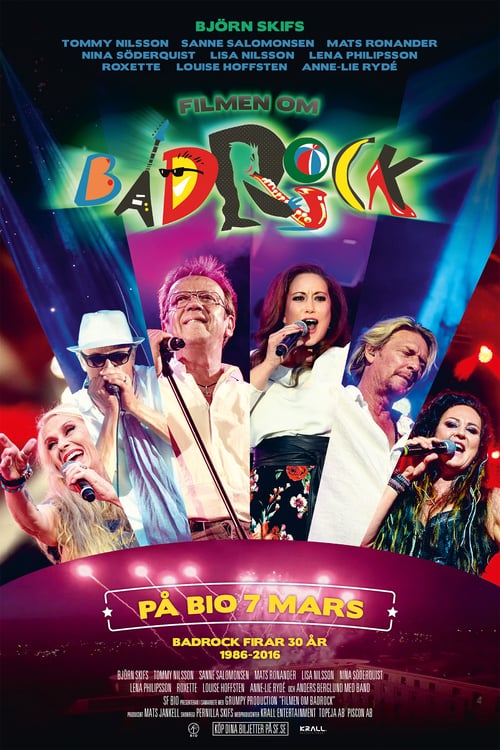 BJÖRN SKIFS
TOMMY NILSSON SANNE SALOMONSEN MATS RONANDER
NINA SÖDERQUIST LISA NILSSON LENA PHILIPSSON
ROXETTE LOUISE HOFFSTEN ANNE-LIE RYDÉ
FILMEN OM
BADROCK
PÅ BIO 7 MARS
BADROCK FIRAR 30 ÅR
1986-2016
BJÖRN SKIFS TOMMY NILSSON SANNE SALOMONSEN MATS RONANDER LISA NILSSON NINA SÖDERQUIST
LENA PHILIPSSON ROXETTE LOUISE HOFFSTEN ANNE-LIE RYDÉ OCH ANDERS BERGLUND MED BAND
SF BIO PRESENTERAR I SAMARBETE MED GRUMPY PRODUCTION "FILMEN OM BADROCK"
PRODUCENT MATS JANKELL PERNILLA SKIFS KRALL ENTERTAINMENT TOPEJA AB PISCON AB
KÖP DINA BILJETTER PÅ SF.SE
KRALL